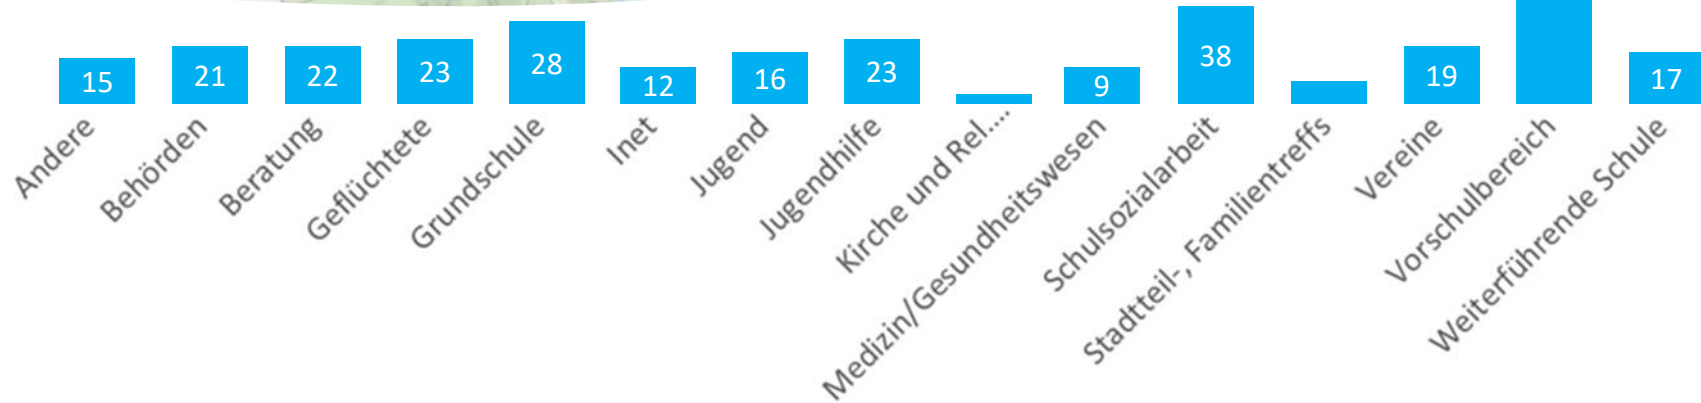 15
21
22
23
28
12
16
23
9
38
19
17
Andere
Behörden
Beratung
Geflüchtete
Grundschule
Inet
Jugend
Jugendhilfe
Kirche und Rel....
Medizin/Gesundheitswesen
Schulsozialarbeit
Stadtteil-, Familientreffs
Vereine
Vorschulbereich
Weiterführende Schule